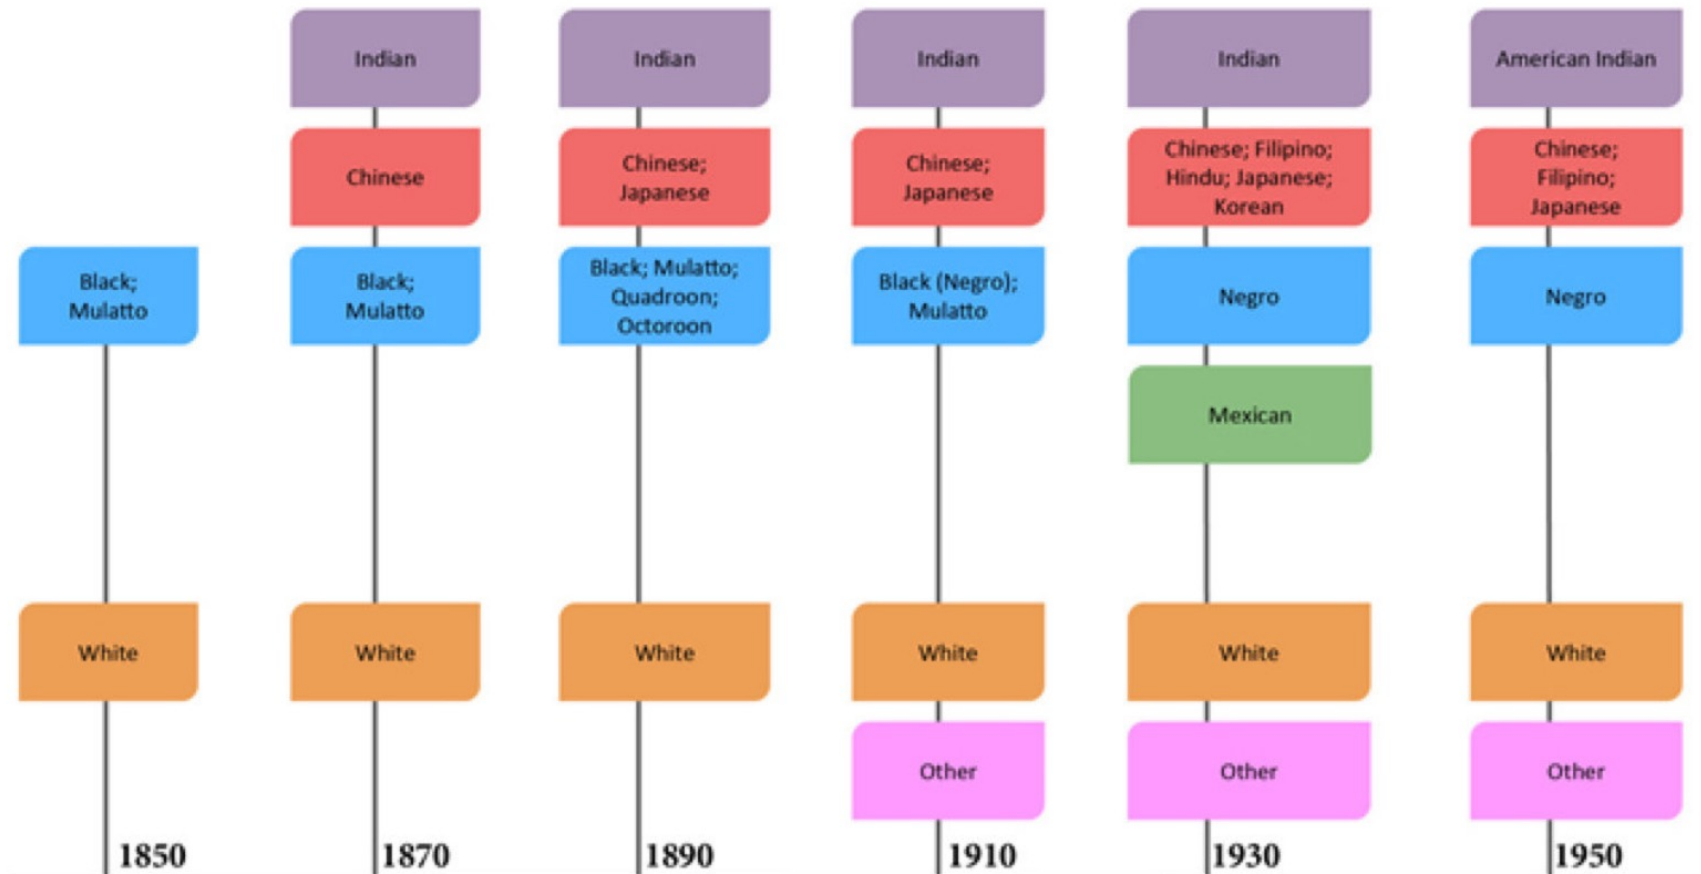 Indian
Indian
Indian
Indian
American Indian
Chinese
Chinese;
Japanese
Chinese;
Japanese
Chinese; Filipino;
Hindu; Japanese;
Korean
Chinese;
Filipino;
Japanese
Black;
Mulatto
Black;
Mulatto
Black; Mulatto;
Quadroon;
Octoroon
Black (Negro);
Mulatto
Negro
Negro
Mexican
White
White
White
White
White
White
Other
Other
Other
1850
1870
1890
1910
1930
1950